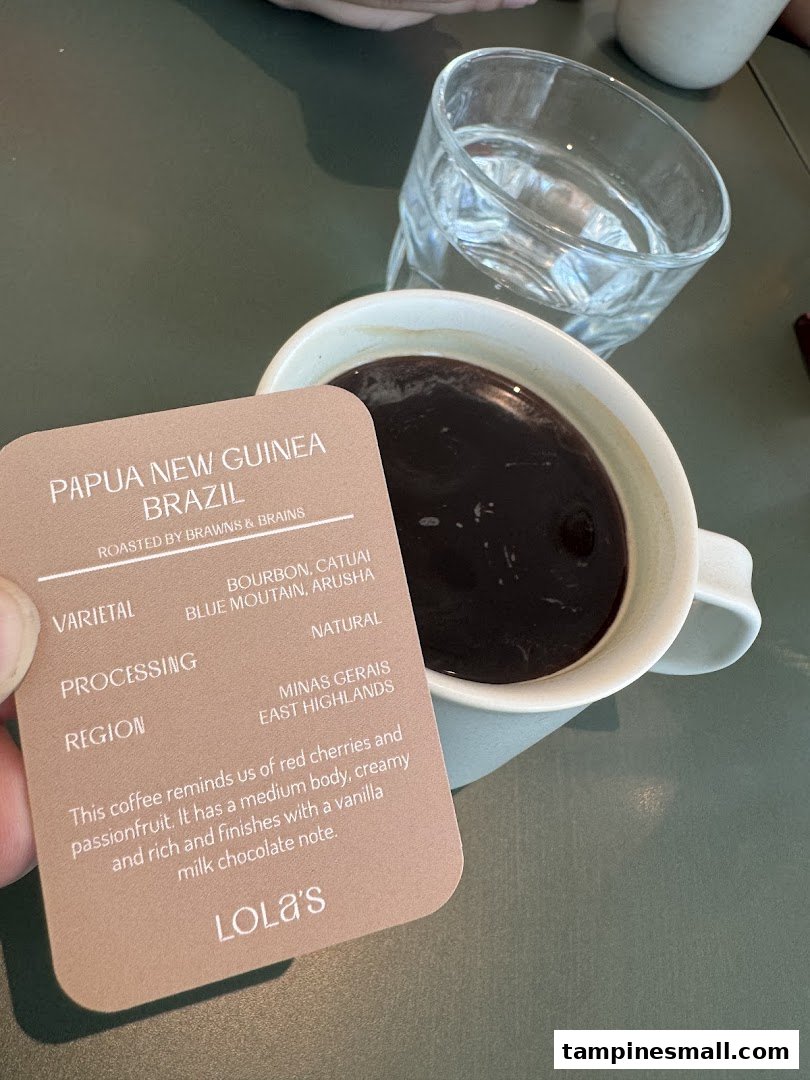 PAPUA NEW GUINEA
BRAZIL
ROASTED BY BRAWNS & BRAINS
VARIETAL BOURBON, CATUAI
BLUE MOUTAIN, ARUSHA
PROCESSING NATURAL
REGION MINAS GERAIS
EAST HIGHLANDS
This coffee reminds us of red cherries and
passionfruit. It has a medium body, creamy
and rich and finishes with a vanilla
milk chocolate note.
LOLa's
tampinesmall.com